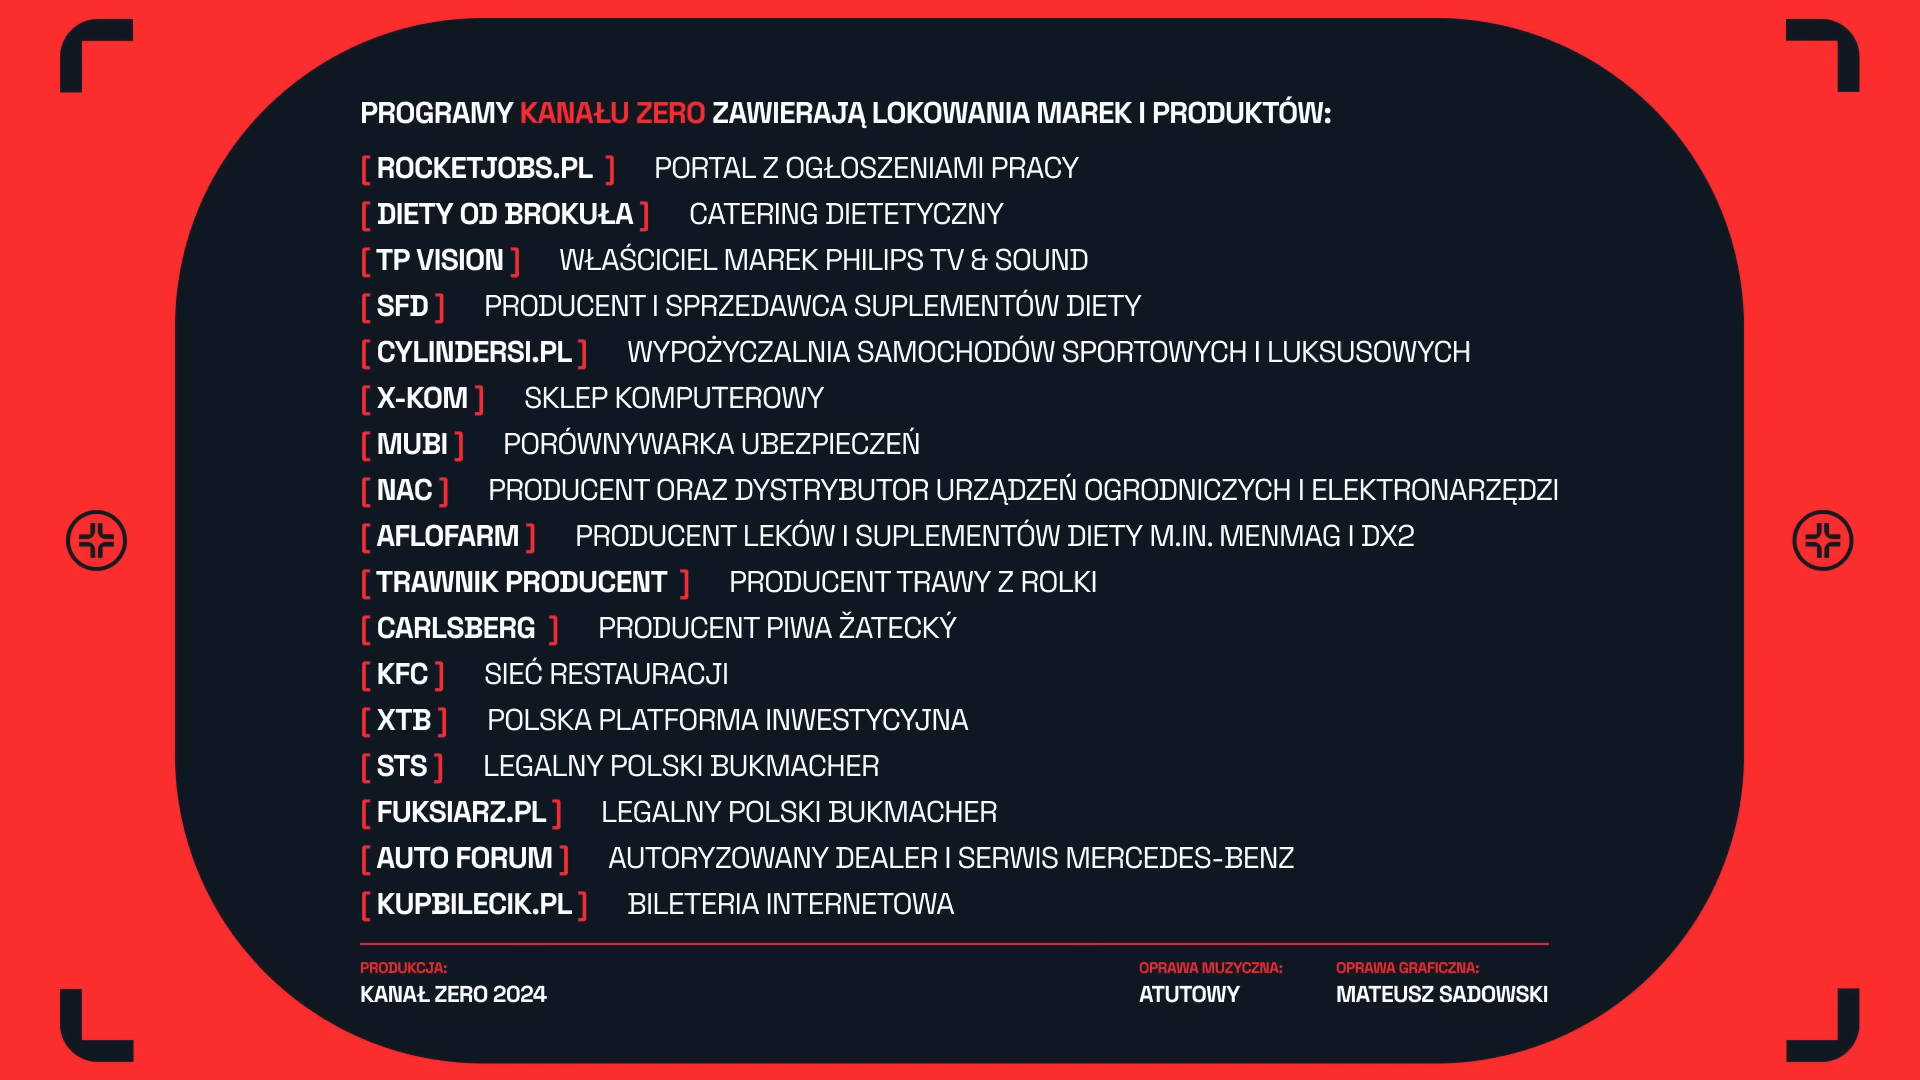 PROGRAMY KANAŁU ZERO ZAWIERAJĄ LOKOWANIA MAREK I PRODUKTÓW:
[ ROCKETJOBS.PL ] PORTAL Z OGŁOSZENIAMI PRACY
[ DIETY OD BROKUŁA ] CATERING DIETETYCZNY
[ TP VISION ] WŁAŚCICIEL MAREK PHILIPS TV & SOUND
[ SFD ] PRODUCENT I SPRZEDAWCA SUPLEMENTÓW DIETY
[ CYLINDERSI.PL ] WYPOŻYCZALNIA SAMOCHODÓW SPORTOWYCH I LUKSUSOWYCH
[ X-KOM ] SKLEP KOMPUTEROWY
[ MUBI ] PORÓWNYWARKA UBEZPIECZEŃ
[ NAC ] PRODUCENT ORAZ DYSTRYBUTOR URZĄDZEŃ OGRODNICZYCH I ELEKTRONARZĘDZI
[ AFLOFARM ] PRODUCENT LEKÓW I SUPLEMENTÓW DIETY M.IN. MENMAG I DX2
[ TRAWNIK PRODUCENT ] PRODUCENT TRAWY Z ROLKI
[ CARLSBERG ] PRODUCENT PIWA ŽATECKÝ
[ KFC ] SIEĆ RESTAURACJI
[ XTB ] POLSKA PLATFORMA INWESTYCYJNA
[ STS ] LEGALNY POLSKI BUKMACHER
[ FUKSIARZ.PL ] LEGALNY POLSKI BUKMACHER
[ AUTO FORUM ] AUTORYZOWANY DEALER I SERWIS MERCEDES-BENZ
[ KUPBILECIK.PL ] BILETERIA INTERNETOWA
PRODUKCJA:
KANAŁ ZERO 2024
OPRAWA MUZYCZNA:
ATUTOWY
OPRAWA GRAFICZNA:
MATEUSZ SADOWSKI